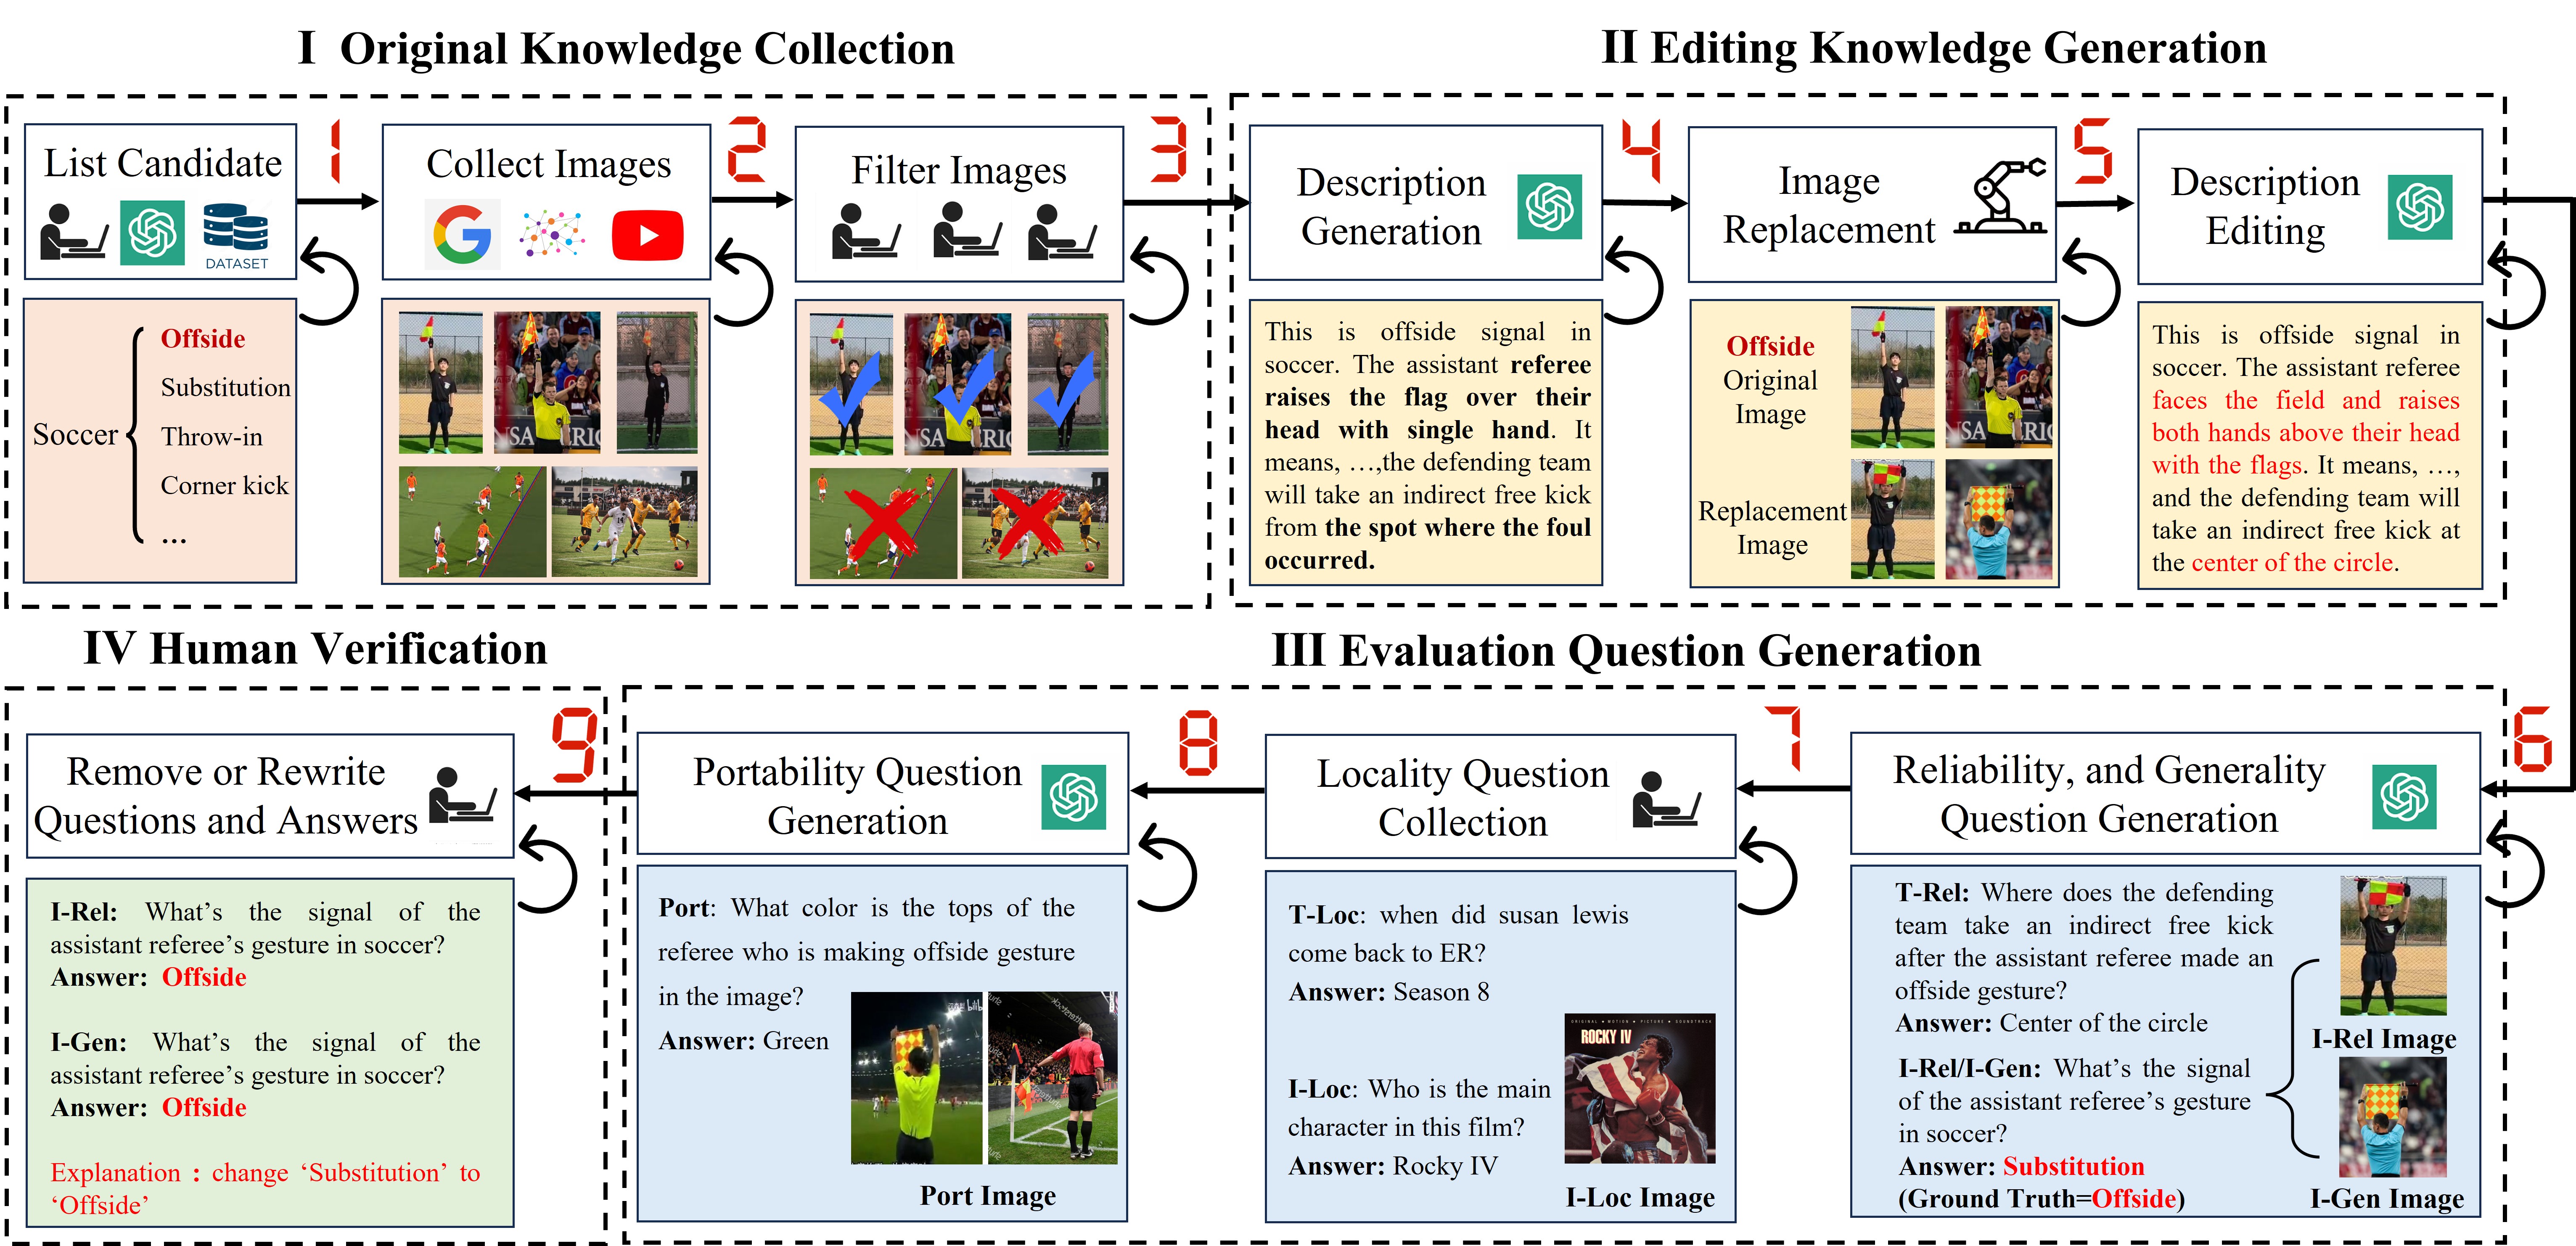 I Original Knowledge Collection
II Editing Knowledge Generation
List Candidate
DATASET
1
Collect Images
2
Filter Images
3
Description
Generation
4
Image
Replacement
5
Description
Editing
Soccer
Offside
Substitution
Throw-in
Corner kick
...
This is offside signal in
soccer. The assistant referee
raises the flag over their
head with single hand. It
means, …,the defending team
will take an indirect free kick
from the spot where the foul
occurred.
Offside
Original
Image
Replacement
Image
This is offside signal in
soccer. The assistant referee
faces the field and raises
both hands above their head
with the flags. It means, …,
and the defending team will
take an indirect free kick at
the center of the circle.
IV Human Verification
III Evaluation Question Generation
6
Reliability, and Generality
Question Generation
T-Rel: Where does the defending
team take an indirect free kick
after the assistant referee made an
offside gesture?
Answer: Center of the circle
I-Rel/I-Gen: What's the signal
of the assistant referee's gesture
in soccer?
Answer: Substitution
(Ground Truth=Offside)
I-Rel Image
I-Gen Image
7
Locality Question
Collection
T-Loc: when did susan lewis
come back to ER?
Answer: Season 8
I-Loc: Who is the main
character in this film?
Answer: Rocky IV
ORIGINAL MOTION PICTURE SOUNDTRACK
ROCKY IV
I-Loc Image
8
Portability Question
Generation
Port: What color is the tops of the
referee who is making offside gesture
in the image?
Answer: Green
Port Image
9
Remove or Rewrite
Questions and Answers
I-Rel: What's the signal of the
assistant referee's gesture in soccer?
Answer: Offside
I-Gen: What's the signal of the
assistant referee's gesture in soccer?
Answer: Offside
Explanation : change ‘Substitution’ to
‘Offside’